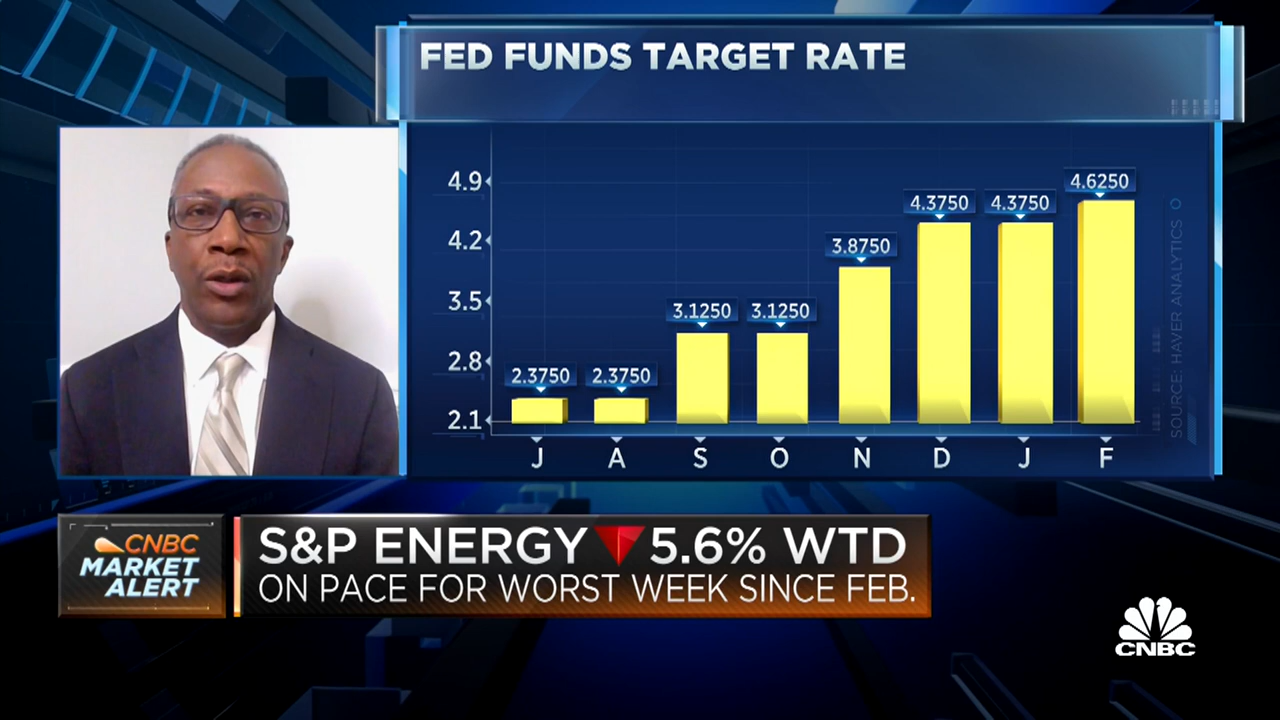 FED FUNDS TARGET RATE
4.9
4.2
3.5
2.8
2.1
2.3750
2.3750
3.1250
3.1250
3.8750
4.3750
4.3750
4.6250
J A S O N D J F
SOURCE: HAVER ANALYTICS
CNBC
MARKET
ALERT
S&P ENERGY 5.6% WTD
ON PACE FOR WORST WEEK SINCE FEB.
CNBC